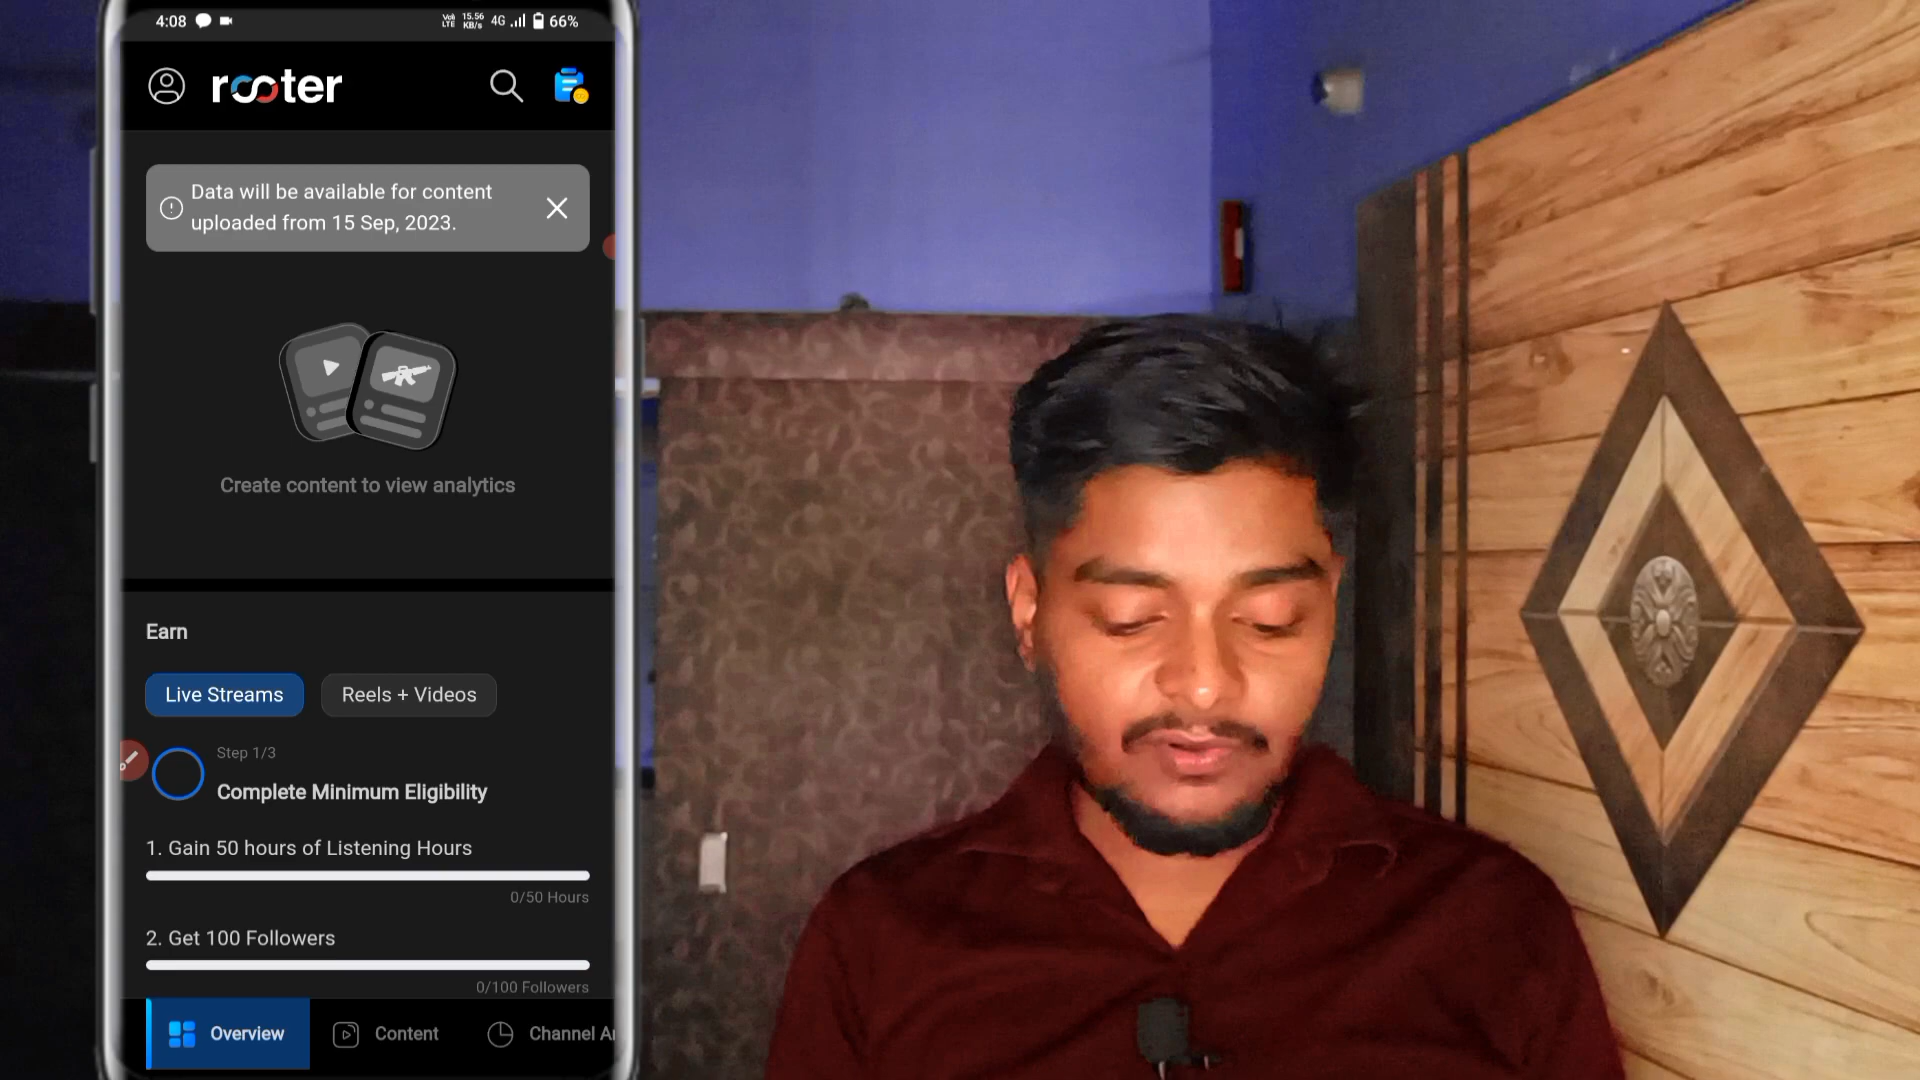 4:08 Vo) LTE 15.56 KB/s 4G 66%
rooter
Data will be available for content
uploaded from 15 Sep, 2023.
Create content to view analytics
Earn
Live Streams Reels + Videos
Step 1/3
Complete Minimum Eligibility
1. Gain 50 hours of Listening Hours
0/50 Hours
2. Get 100 Followers
0/100 Followers
Overview Content Channel A